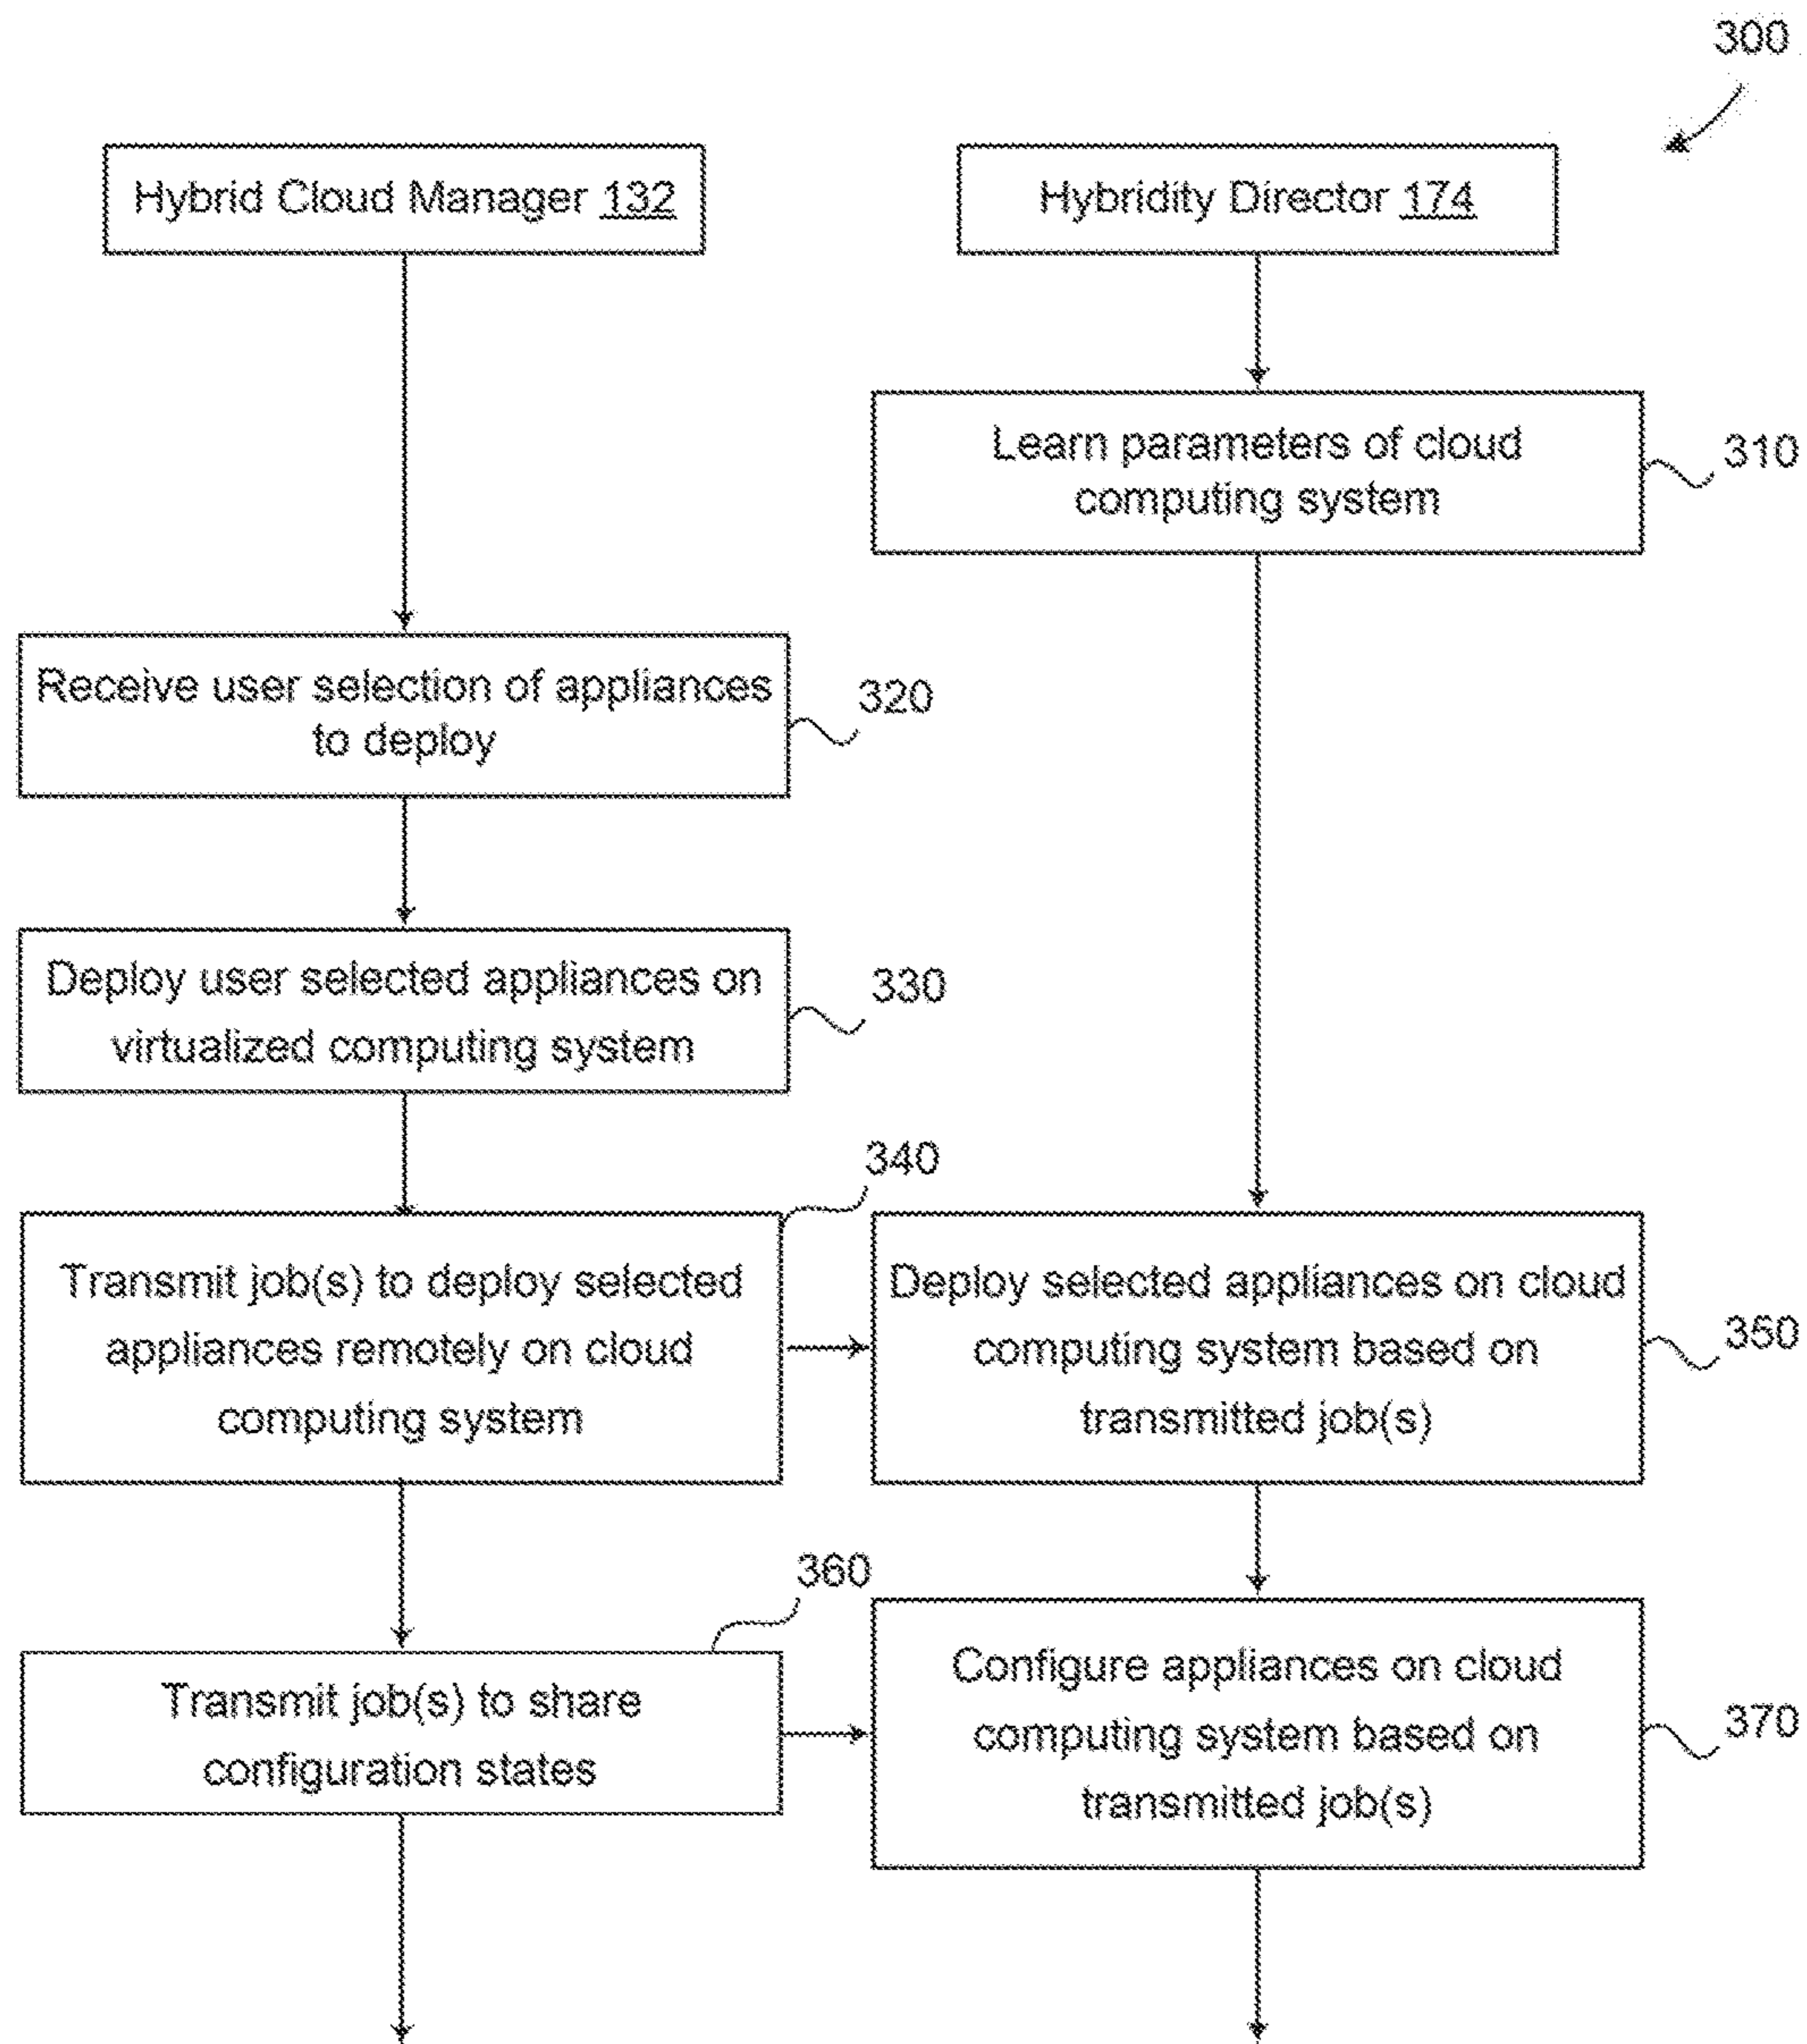 300
Hybrid Cloud Manager 132
Hybridity Director 174
Learn parameters of cloud
computing system
310
Receive user selection of appliances
to deploy
320
Deploy user selected appliances on
virtualized computing system
330
340
Transmit job(s) to deploy selected
appliances remotely on cloud
computing system
Deploy selected appliances on cloud
computing system based on
transmitted job(s)
350
360
Transmit job(s) to share
configuration states
Configure appliances on cloud
computing system based on
transmitted job(s)
370